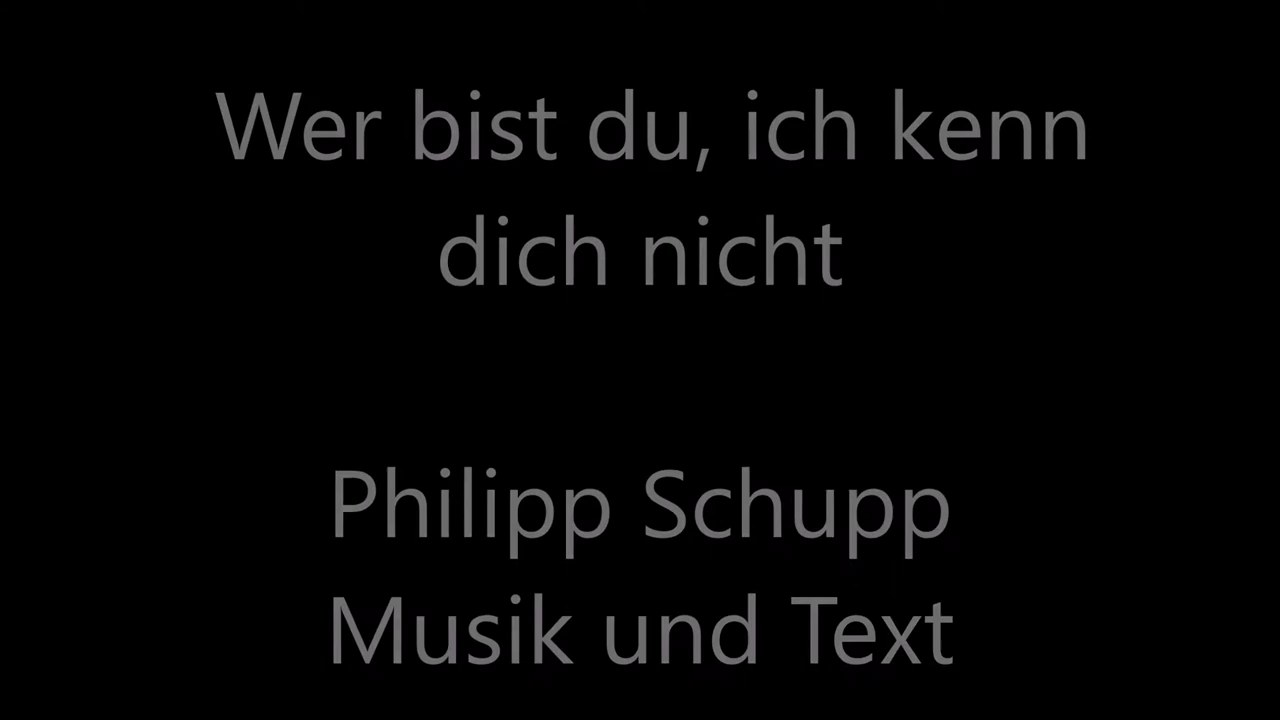 Wer bist du, ich kenn
dich nicht
Philipp Schupp
Musik und Text